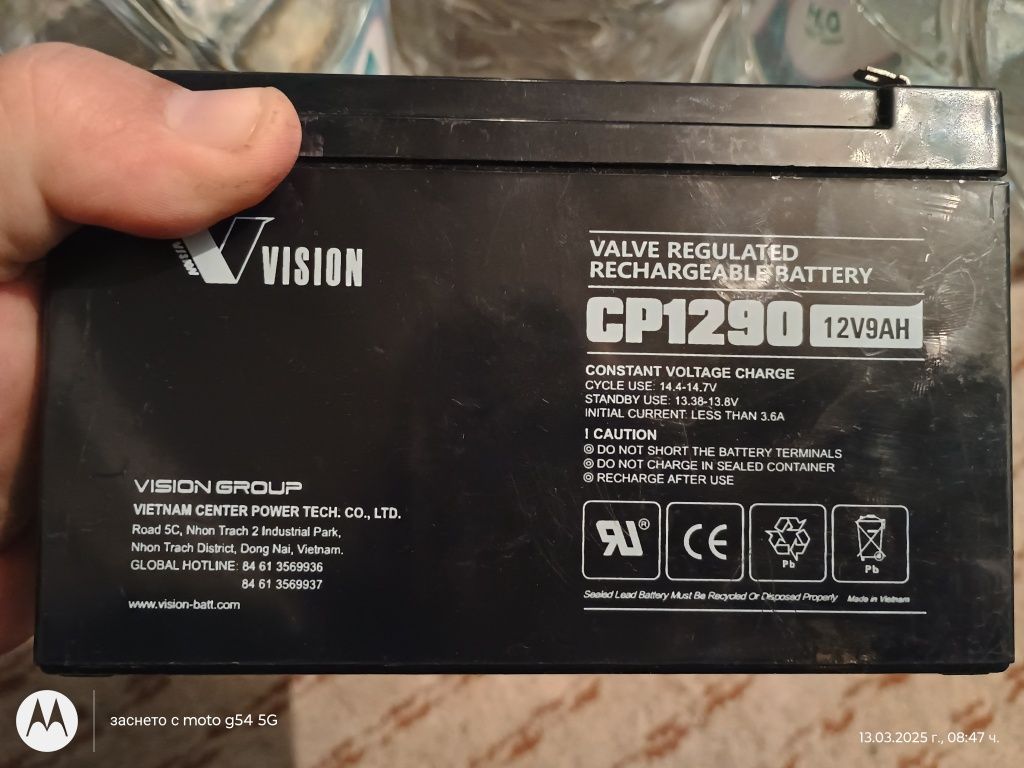 VISION
VISION
VALVE REGULATED
RECHARGEABLE BATTERY
CP1290 12V9AH
CONSTANT VOLTAGE CHARGE
CYCLE USE: 14.4-14.7V
STANDBY USE: 13.38-13.8V
INITIAL CURRENT: LESS THAN 3.6A
! CAUTION
◎ DO NOT SHORT THE BATTERY TERMINALS
◎ DO NOT CHARGE IN SEALED CONTAINER
◎ RECHARGE AFTER USE
VISION GROUP
VIETNAM CENTER POWER TECH. CO., LTD.
Road 5C, Nhon Trach 2 Industrial Park,
Nhon Trach District, Dong Nai, Vietnam.
GLOBAL HOTLINE: 84 61 3569936
84 61 3569937
www.vision-batt.com
RU® CE Pb Pb
Sealed Lead Battery Must Be Recycled Or Disposed Properly Made in Vietnam
заснето с moto g54 5G
13.03.2025 г., 08:47 ч.